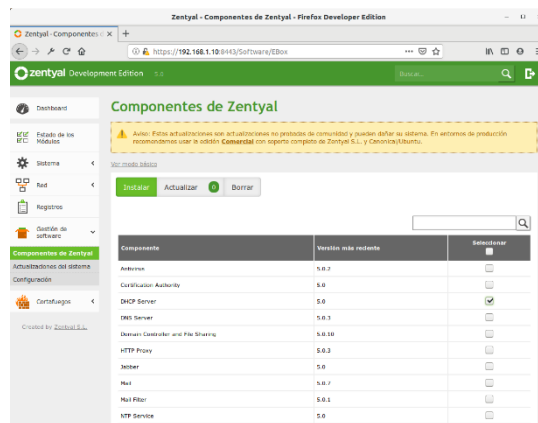 Zentyal - Componentes de Zentyal - Firefox Developer Edition
Zentyal - Componentes
https://192.168.1.10:8443/Software/EBox
zentyal Development Edition 5.0
Buscar...
Dashboard
Estado de los Módulos
Sistema
Red
Registros
Gestión de software
Componentes de Zentyal
Actualizaciones del sistema
Configuración
Cortafuegos
Created by Zentyal S.L.
Componentes de Zentyal
Aviso: Estas actualizaciones son actualizaciones no probadas de comunidad y pueden dañar su sistema. En entornos de producción
recomendamos usar la edición Comercial con soporte completo de Zentyal S.L. y Canonical/Ubuntu.
Ver modo básico
Instalar Actualizar 0 Borrar
Componente Versión más reciente Seleccionar
Antivirus 5.0.2
Certification Authority 5.0
DHCP Server 5.0
DNS Server 5.0.3
Domain Controller and File Sharing 5.0.10
HTTP Proxy 5.0.3
Jabber 5.0
Mail 5.0.7
Mail Filter 5.0.1
NTP Service 5.0